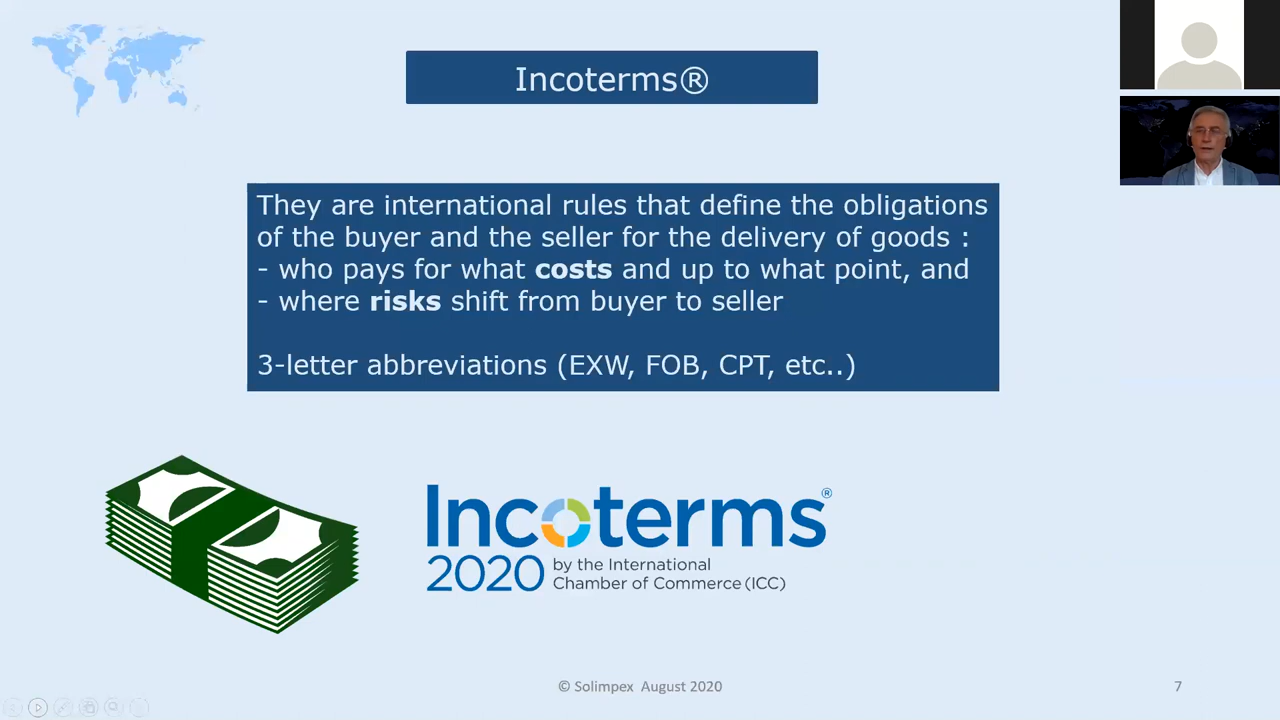 Incoterms®
They are international rules that define the obligations
of the buyer and the seller for the delivery of goods :
- who pays for what costs and up to what point, and
- where risks shift from buyer to seller
3-letter abbreviations (EXW, FOB, CPT, etc..)
Incoterms®
2020 by the International
Chamber of Commerce (ICC)
© Solimpex August 2020
7